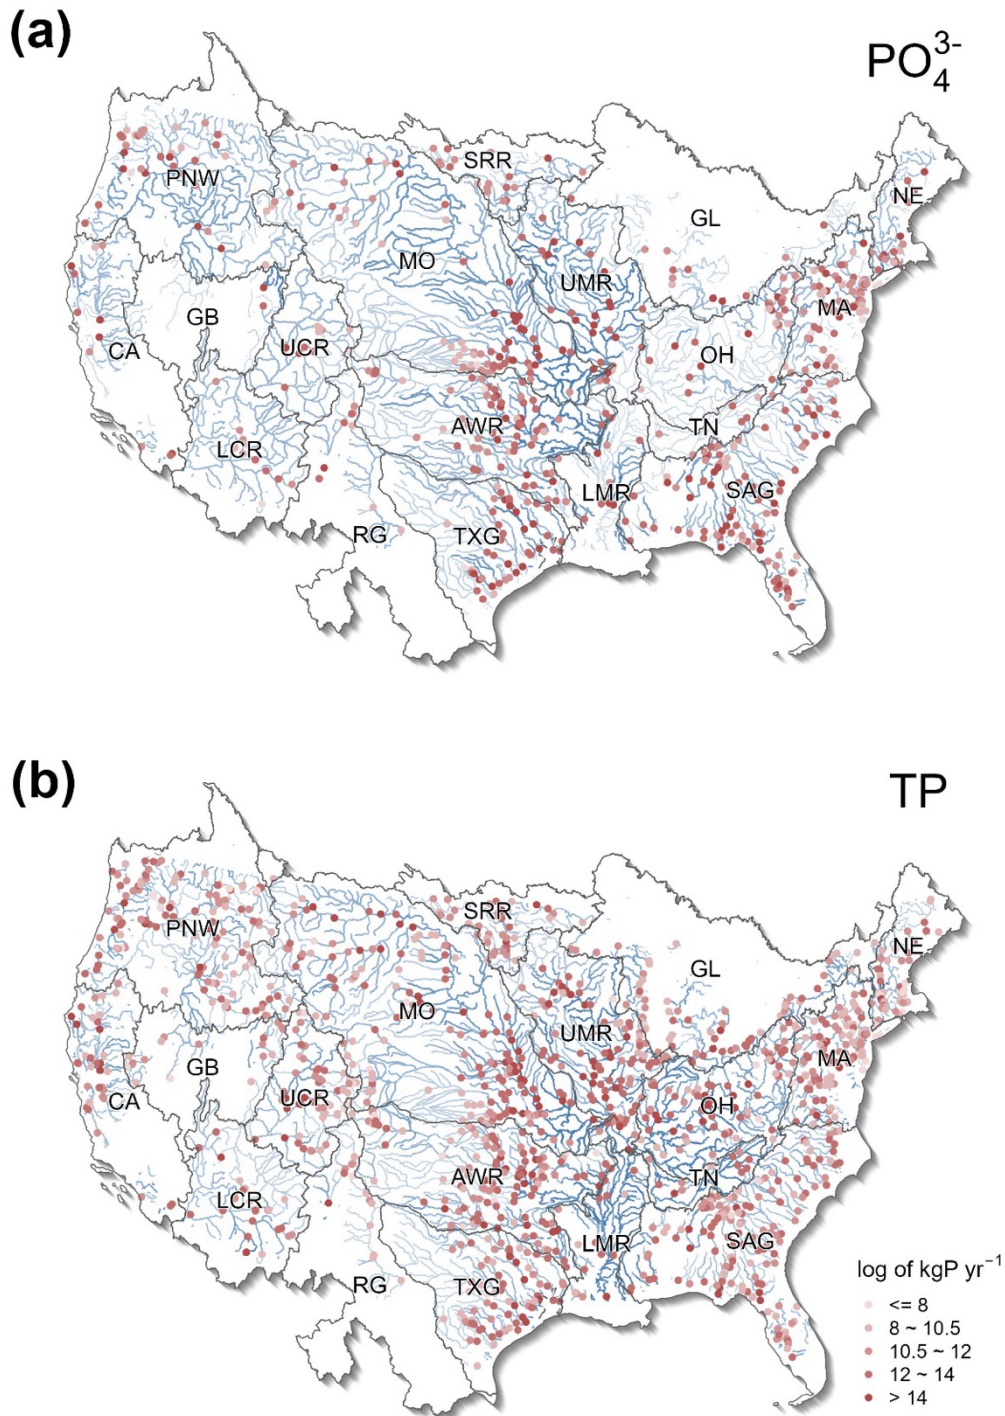 (a)
PO₄³⁻
SRR
PNW
NE
GL
MO
UMR
MA
GB
CA
UCR
OH
AWR
TN
LCR
LMR
SAG
RG
TXG
(b)
TP
SRR
PNW
NE
GL
MO
UMR
MA
GB
CA
UCR
OH
AWR
TN
LCR
LMR
SAG
RG
TXG
log of kgP yr⁻¹
<= 8
8 ~ 10.5
10.5 ~ 12
12 ~ 14
> 14